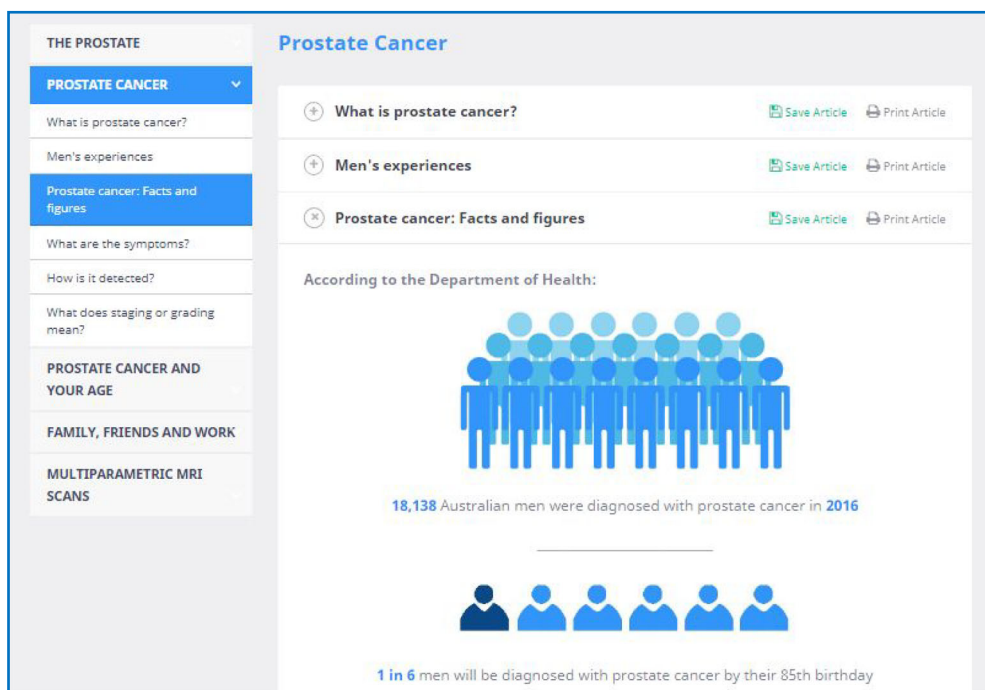 THE PROSTATE
PROSTATE CANCER
What is prostate cancer?
Men's experiences
Prostate cancer: Facts and
figures
What are the symptoms?
How is it detected?
What does staging or grading
mean?
PROSTATE CANCER AND
YOUR AGE
FAMILY, FRIENDS AND WORK
MULTIPARAMETRIC MRI
SCANS
Prostate Cancer
What is prostate cancer? Save Article Print Article
Men's experiences Save Article Print Article
Prostate cancer: Facts and figures Save Article Print Article
According to the Department of Health:
18,138 Australian men were diagnosed with prostate cancer in 2016
1 in 6 men will be diagnosed with prostate cancer by their 85th birthday